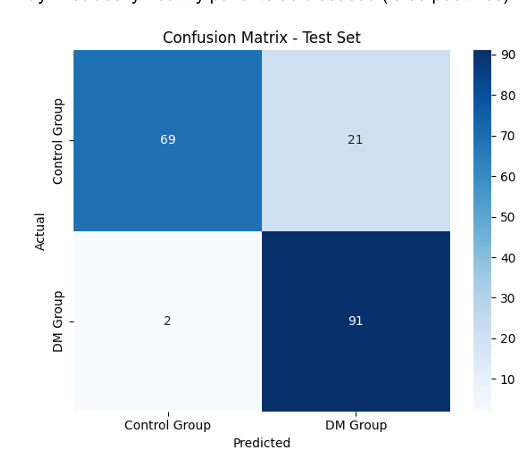 Confusion Matrix - Test Set
Control Group
DM Group
Actual
69
21
2
91
Control Group
DM Group
Predicted
90
80
70
60
50
40
30
20
10